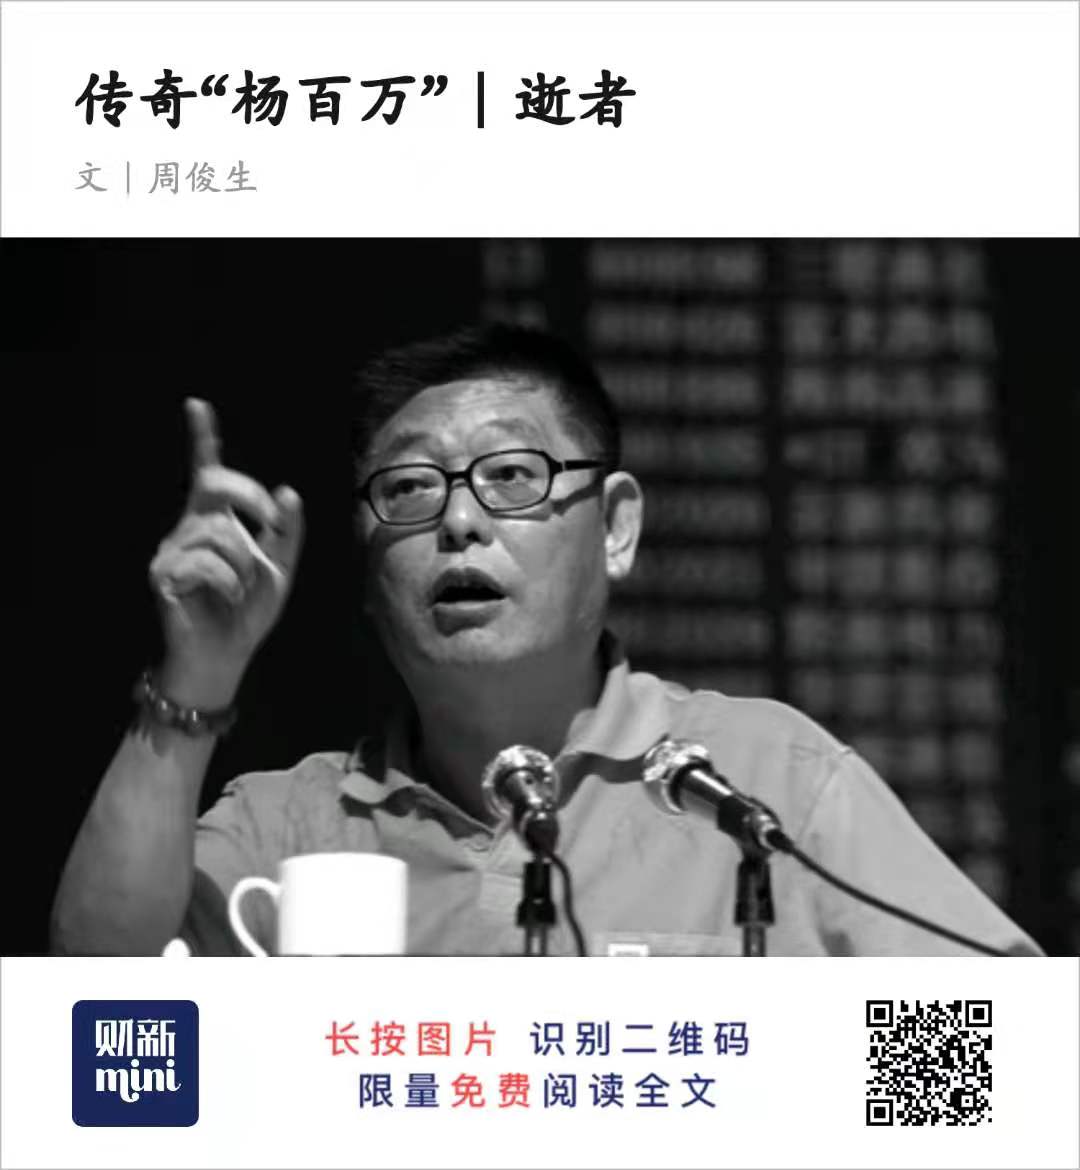 传奇“杨百万”| 逝者
文 | 周俊生
财新
mini
长按图片 识别二维码
限量免费阅读全文